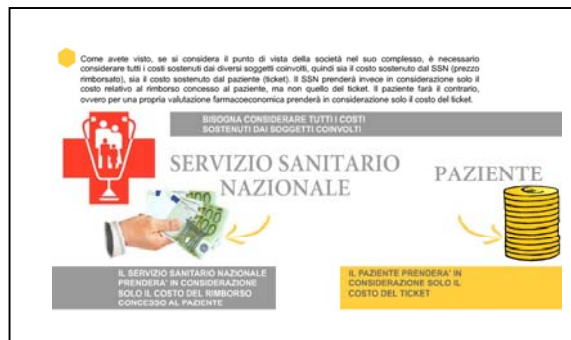 Come avete visto, se si considera il punto di vista della società nel suo complesso, è necessario
considerare tutti i costi sostenuti dai diversi soggetti coinvolti, quindi sia il costo sostenuto dal SSN (prezzo
rimborsato), sia il costo sostenuto dal paziente (ticket). Il SSN prenderà invece in considerazione solo il
costo relativo al rimborso concesso al paziente, ma non quello del ticket. Il paziente farà il contrario,
ovvero per una propria valutazione farmacoeconomica prenderà in considerazione solo il costo del ticket.
BISOGNA CONSIDERARE TUTTI I COSTI
SOSTENUTI DAI SOGGETTI COINVOLTI
SERVIZIO SANITARIO
NAZIONALE
PAZIENTE
100
IL SERVIZIO SANITARIO NAZIONALE
PRENDERA' IN CONSIDERAZIONE
SOLO IL COSTO DEL RIMBORSO
CONCESSO AL PAZIENTE
IL PAZIENTE PRENDERA' IN
CONSIDERAZIONE SOLO IL
COSTO DEL TICKET